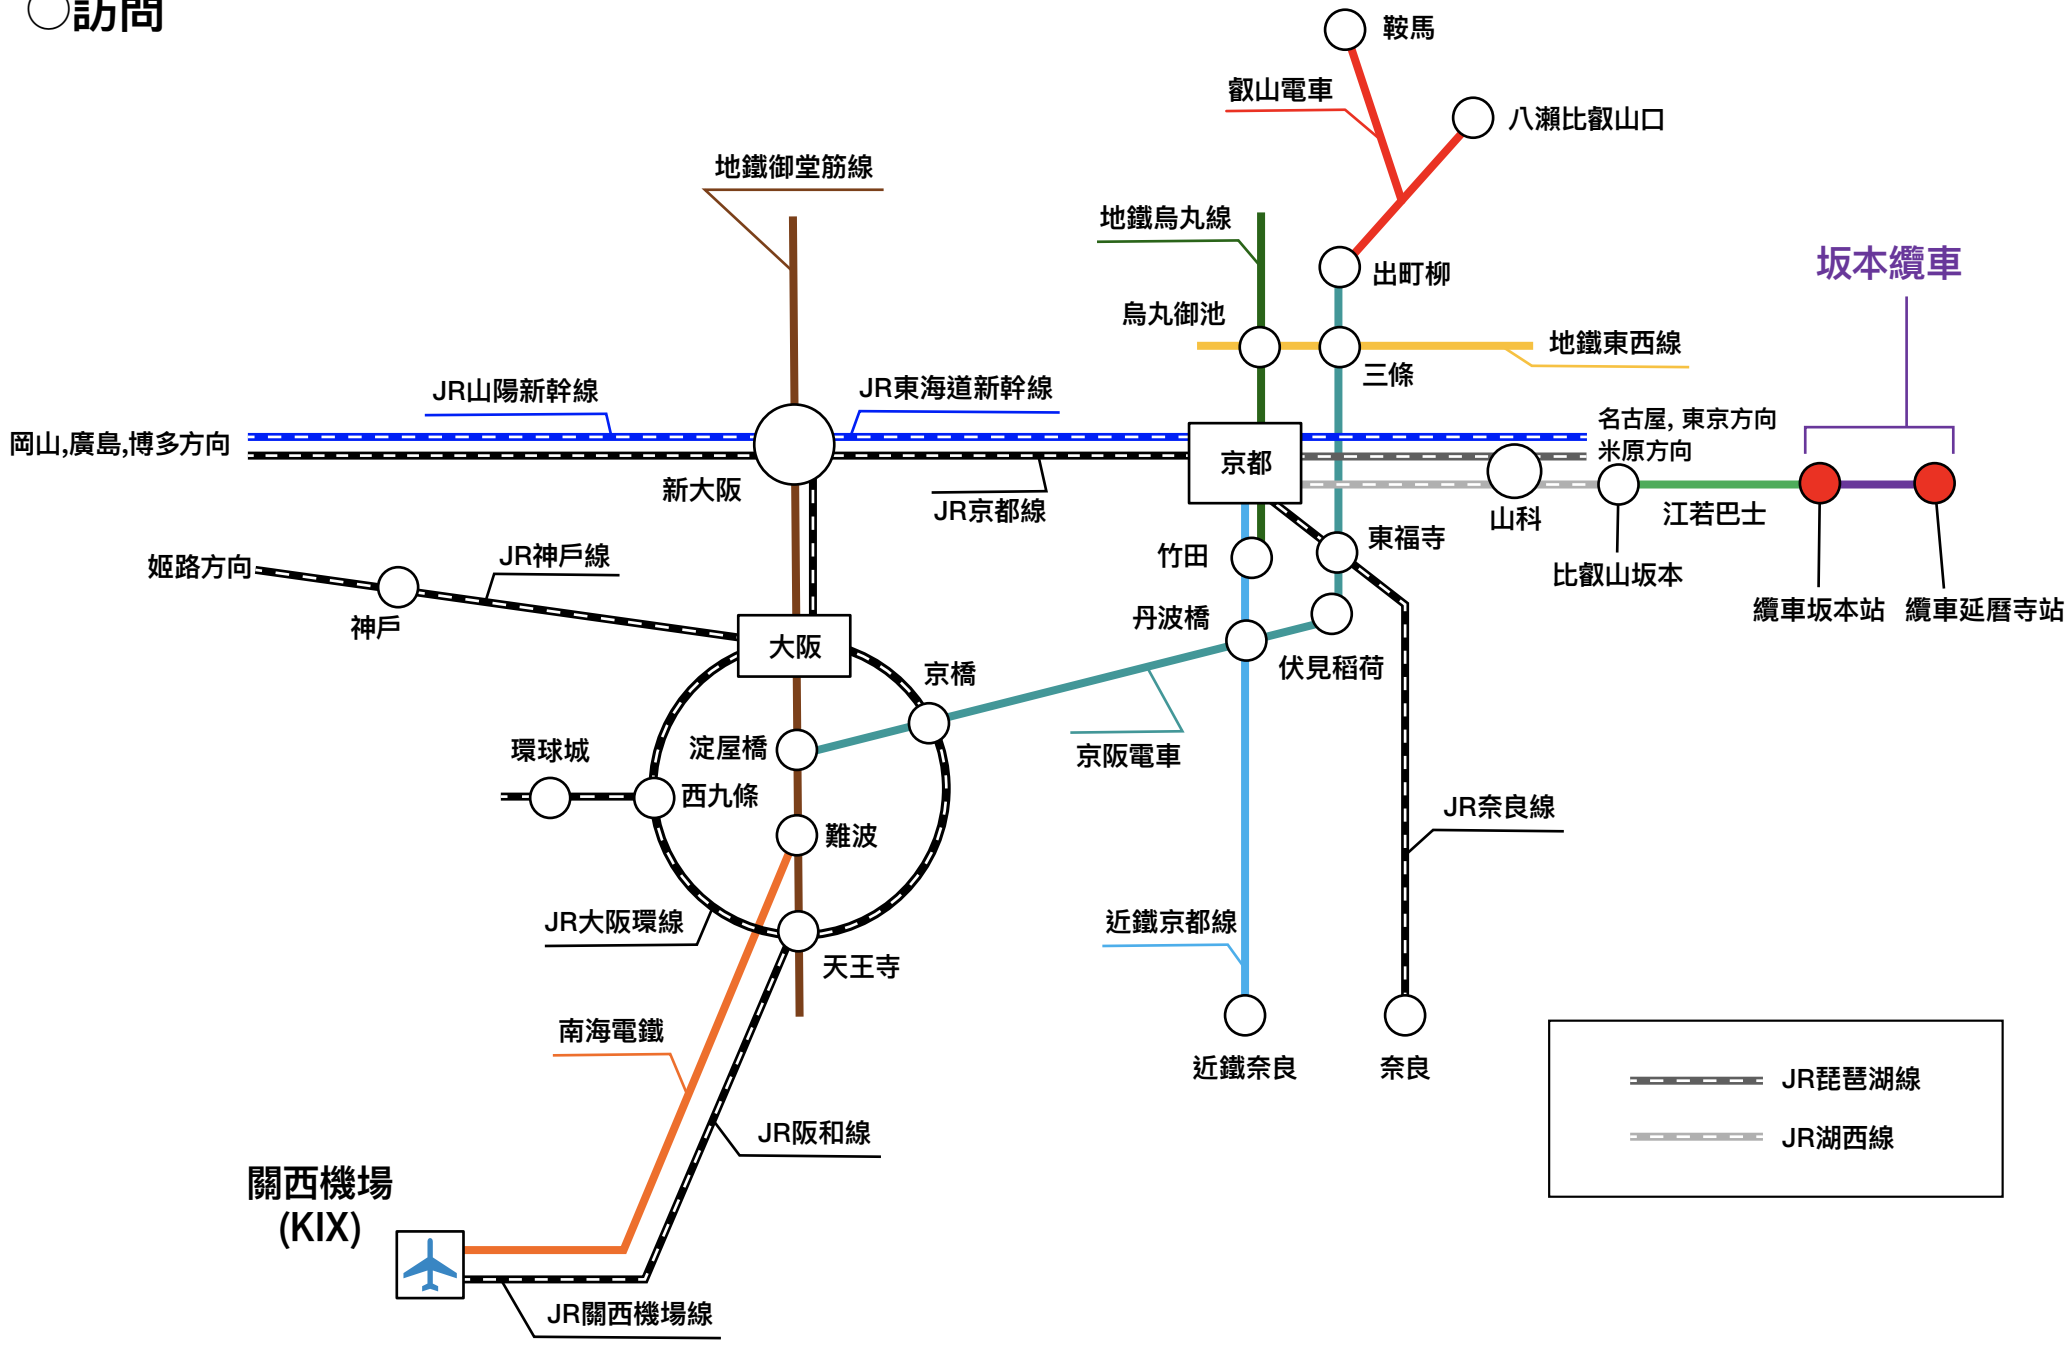 ○訪問
鞍馬
叡山電車
八瀨比叡山口
地鐵御堂筋線
地鐵烏丸線
出町柳
坂本纜車
烏丸御池
地鐵東西線
三條
JR山陽新幹線
JR東海道新幹線
名古屋, 東京方向
米原方向
岡山,廣島,博多方向
京都
新大阪
JR京都線
山科
江若巴士
東福寺
竹田
比叡山坂本
纜車坂本站
纜車延曆寺站
JR神戶線
姬路方向
神戶
丹波橋
大阪
伏見稻荷
京橋
淀屋橋
京阪電車
環球城
西九條
難波
JR奈良線
JR大阪環線
近鐵京都線
天王寺
南海電鐵
近鐵奈良
奈良
JR琵琶湖線
JR湖西線
JR阪和線
關西機場
(KIX)
JR關西機場線